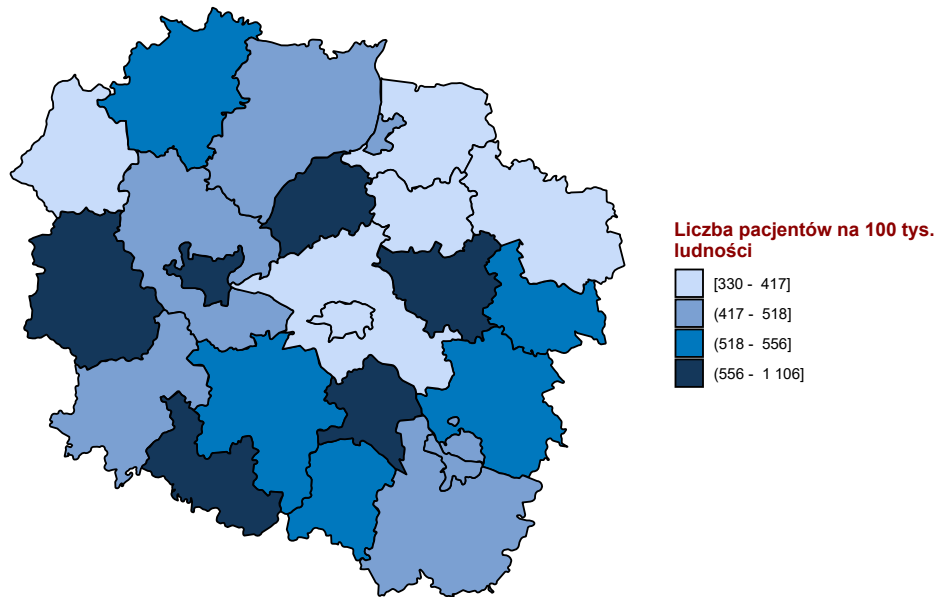 Liczba pacjentów na 100 tys.
ludności
[330 - 417]
(417 - 518]
(518 - 556]
(556 - 1 106]